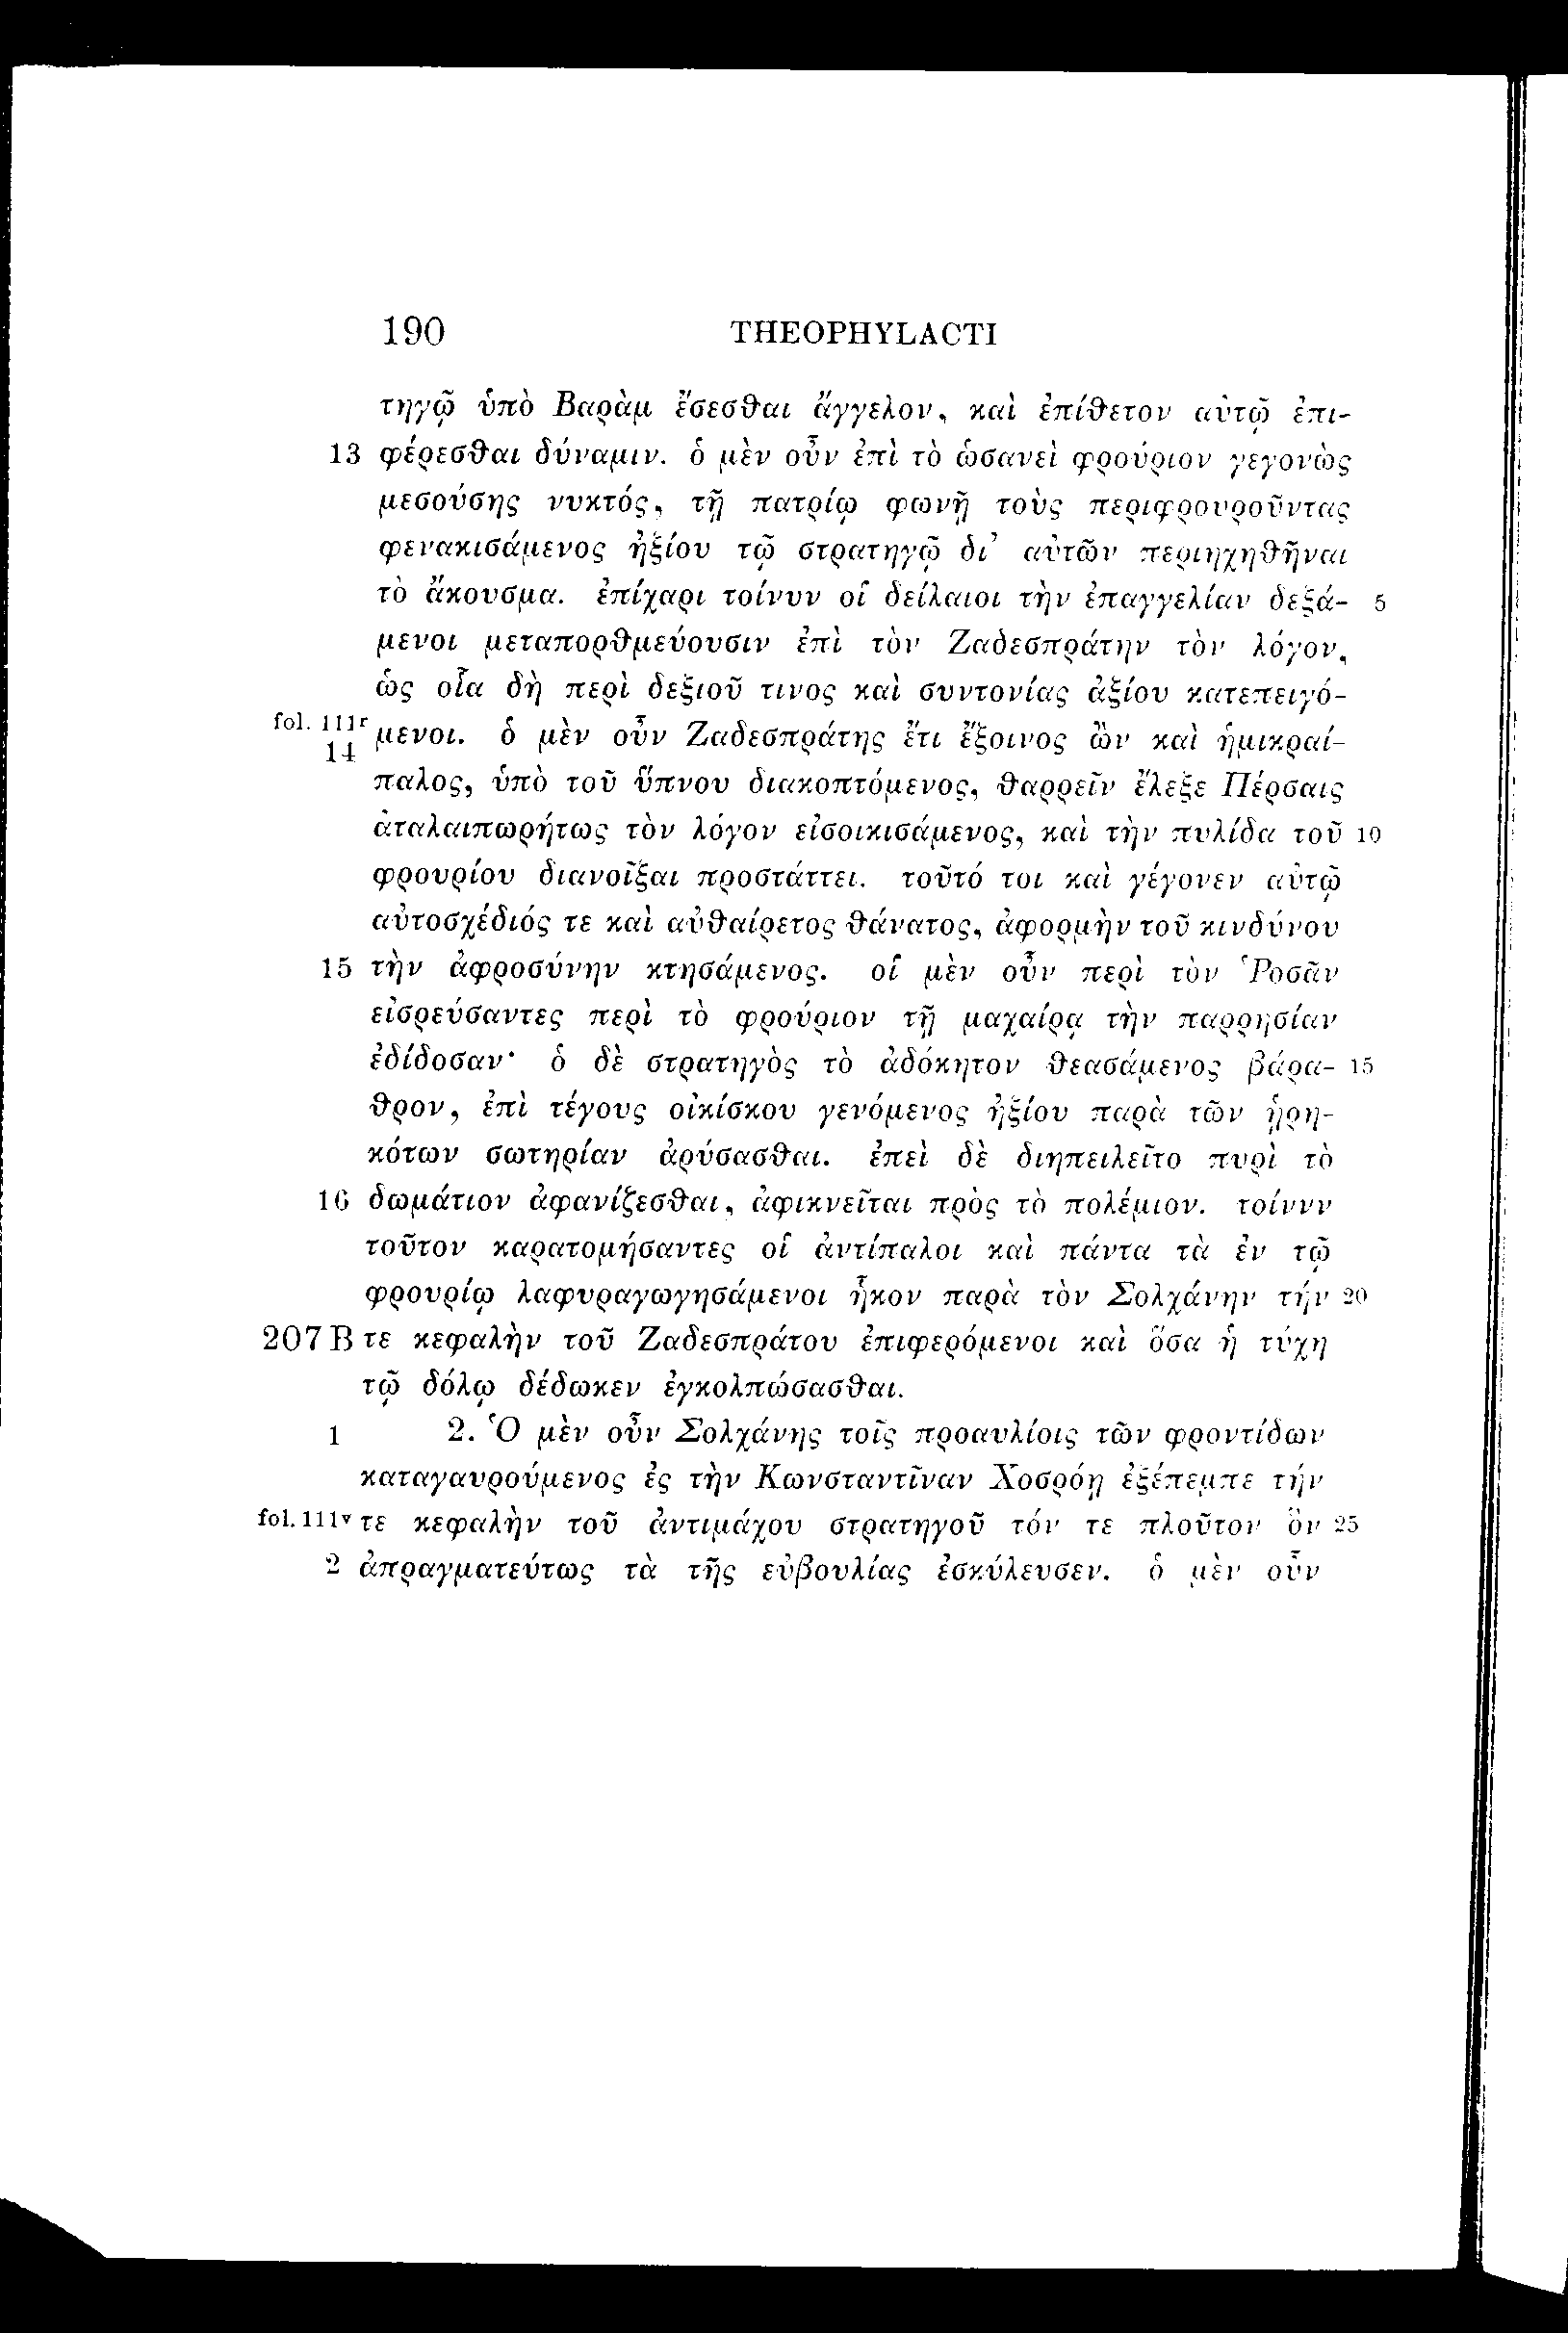 190 THEOPHYLACTI
τηγῷ ὑπὸ Βαρὰμ ἔσεσθαι ἄγγελον, καὶ ἐπίθετον αὐτῷ ἐπι-
13 φέρεσθαι δύναμιν. ὁ μὲν οὖν ἐπὶ τὸ ὡσανεὶ φρούριον γεγονὼς
μεσούσης νυκτός, τῇ πατρίῳ φωνῇ τοὺς περιφρουροῦντας
φενακισάμενος ἠξίου τῷ στρατηγῷ δι’ αὐτῶν περιηχηθῆναι
τὸ ἄκουσμα. ἐπίχαρι τοίνυν οἱ δείλαιοι τὴν ἐπαγγελίαν δεξά- 5
μενοι μεταπορθμεύουσιν ἐπὶ τὸν Ζαδεσπράτην τὸν λόγον,
ὡς οἷα δὴ περὶ δεξιοῦ τινος καὶ συντονίας ἀξίου κατεπειγό-
fol. 111r 14 μενοι. ὁ μὲν οὖν Ζαδεσπράτης ἔτι ἔξοινος ὢν καὶ ἡμικραί-
παλος, ὑπὸ τοῦ ὕπνου διακοπτόμενος, θαρρεῖν ἔλεξε Πέρσαις
ἀταλαιπωρήτως τὸν λόγον εἰσοικισάμενος, καὶ τὴν πυλίδα τοῦ 10
φρουρίου διανοῖξαι προστάττει. τοῦτό τοι καὶ γέγονεν αὐτῷ
αὐτοσχέδιός τε καὶ αὐθαίρετος θάνατος, ἀφορμὴν τοῦ κινδύνου
15 τὴν ἀφροσύνην κτησάμενος. οἱ μὲν οὖν περὶ τὸν Ῥοσᾶν
εἰσρεύσαντες περὶ τὸ φρούριον τῇ μαχαίρᾳ τὴν παρρησίαν
ἐδίδοσαν· ὁ δὲ στρατηγὸς τὸ ἀδόκητον θεασάμενος βάρα- 15
θρον, ἐπὶ τέγους οἰκίσκου γενόμενος ἠξίου παρὰ τῶν ᾑρη-
κότων σωτηρίαν ἀρύσασθαι. ἐπεὶ δὲ διηπειλεῖτο πυρὶ τὸ
16 δωμάτιον ἀφανίζεσθαι, ἀφικνεῖται πρὸς τὸ πολέμιον. τοίνυν
τοῦτον καρατομήσαντες οἱ ἀντίπαλοι καὶ πάντα τὰ ἐν τῷ
φρουρίῳ λαφυραγωγησάμενοι ἧκον παρὰ τὸν Σολχάνην τήν 20
207 B τε κεφαλὴν τοῦ Ζαδεσπράτου ἐπιφερόμενοι καὶ ὅσα ἡ τύχη
τῷ δόλῳ δέδωκεν ἐγκολπώσασθαι.
1 2. Ὁ μὲν οὖν Σολχάνης τοῖς προαυλίοις τῶν φροντίδων
καταγαυρούμενος ἐς τὴν Κωνσταντῖναν Χοσρόῃ ἐξέπεμπε τήν
fol. 111v τε κεφαλὴν τοῦ ἀντιμάχου στρατηγοῦ τόν τε πλοῦτον ὃν 25
2 ἀπραγματεύτως τὰ τῆς εὐβουλίας ἐσκύλευσεν. ὁ μὲν οὖν